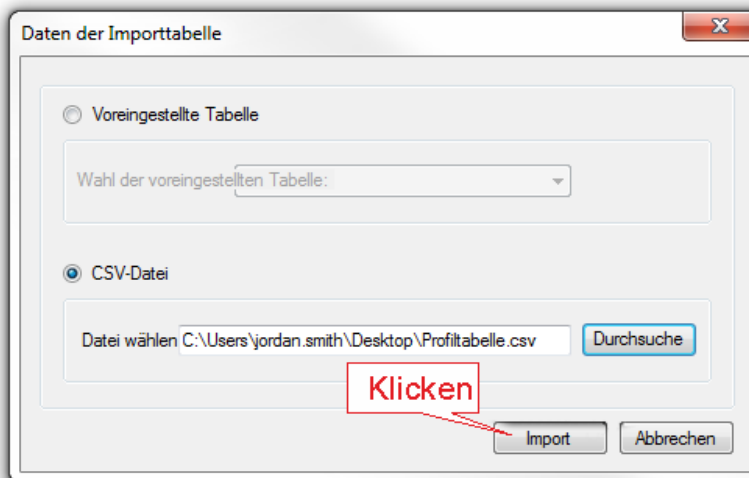 Daten der Importtabelle
Voreingestellte Tabelle
Wahl der voreingestellten Tabelle:
CSV-Datei
Datei wählen C:\Users\jordan.smith\Desktop\Profiltabelle.csv Durchsuche
Klicken
Import Abbrechen